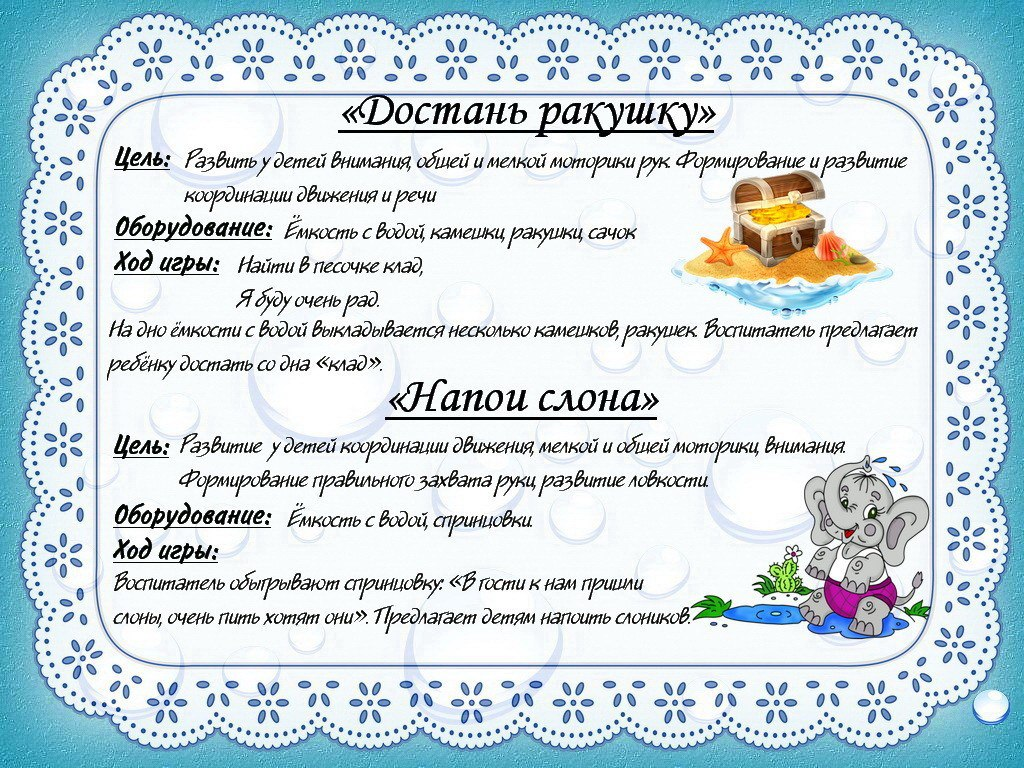 «Достань ракушку»
Цель: Развить у детей внимания, общей и мелкой моторики рук. Формирование и развитие
координации движения и речи
Оборудование: Ёмкость с водой, камешки, ракушки, сачок
Ход игры: Найти в песочке клад,
Я буду очень рад.
На дно ёмкости с водой выкладывается несколько камешков, ракушек. Воспитатель предлагает
ребёнку достать со дна «клад».
«Напои слона»
Цель: Развитие у детей координации движения, мелкой и общей моторики, внимания.
Формирование правильного захвата руки, развитие ловкости.
Оборудование: Ёмкость с водой, спринцовки.
Ход игры:
Воспитатель обыгрывают спринцовку: «В гости к нам пришли
слоны, очень пить хотят они». Предлагает детям напоить слоников.